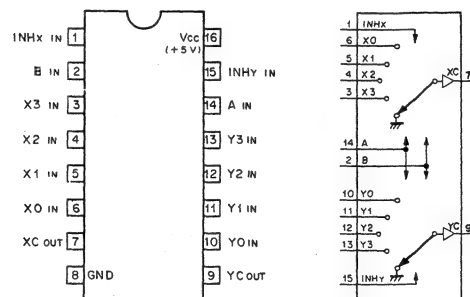 INHX IN 1
B IN 2
X3 IN 3
X2 IN 4
X1 IN 5
X0 IN 6
XC OUT 7
8 GND
Vcc 16
(+5V)
15 INHY IN
14 A IN
13 Y3 IN
12 Y2 IN
11 Y1 IN
10 Y0 IN
9 YC OUT
1 INHX
6 X0
5 X1
4 X2
3 X3
XC 7
14 A
2 B
10 Y0
11 Y1
12 Y2
13 Y3
YC 9
15 INHY